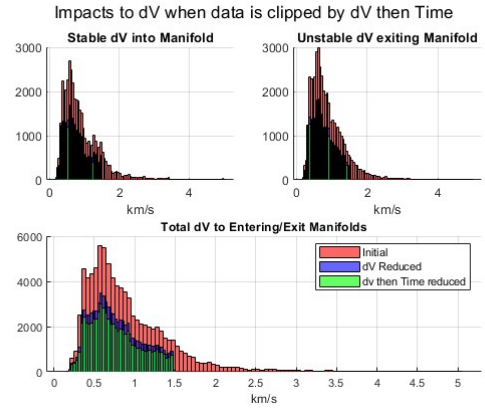 Impacts to dV when data is clipped by dV then Time
Stable dV into Manifold
Unstable dV exiting Manifold
3000
2000
1000
0
0 2 4
km/s
3000
2000
1000
0
0 2 4
km/s
Total dV to Entering/Exit Manifolds
6000
4000
2000
0
Initial
dV Reduced
dv then Time reduced
0 0.5 1 1.5 2 2.5 3 3.5 4 4.5 5
km/s